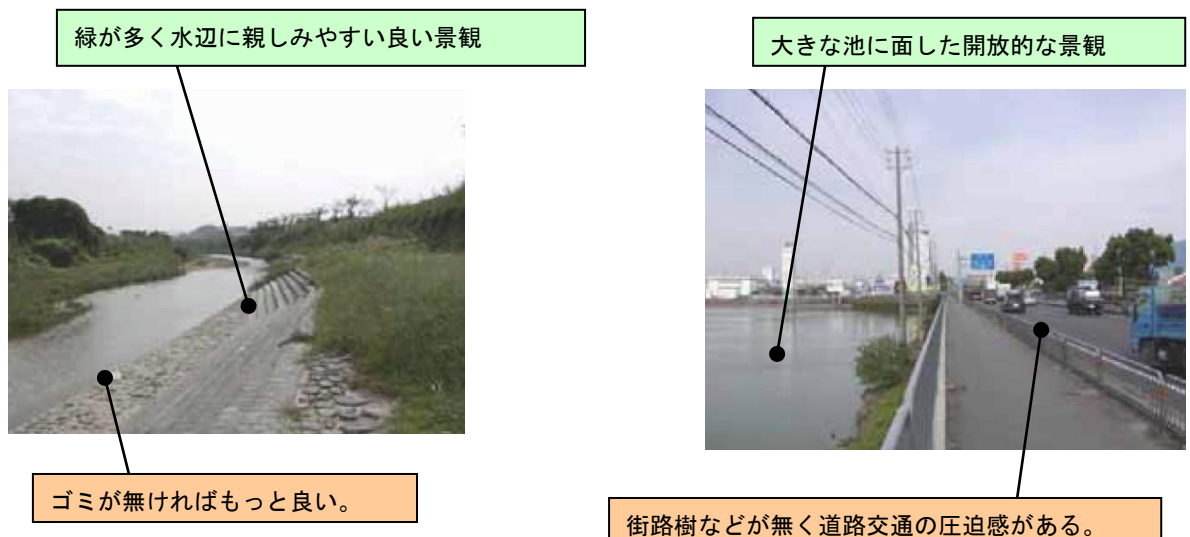 緑が多く水辺に親しみやすい良い景観
大きな池に面した開放的な景観
ゴミが無ければもっと良い。
街路樹などが無く道路交通の圧迫感がある。